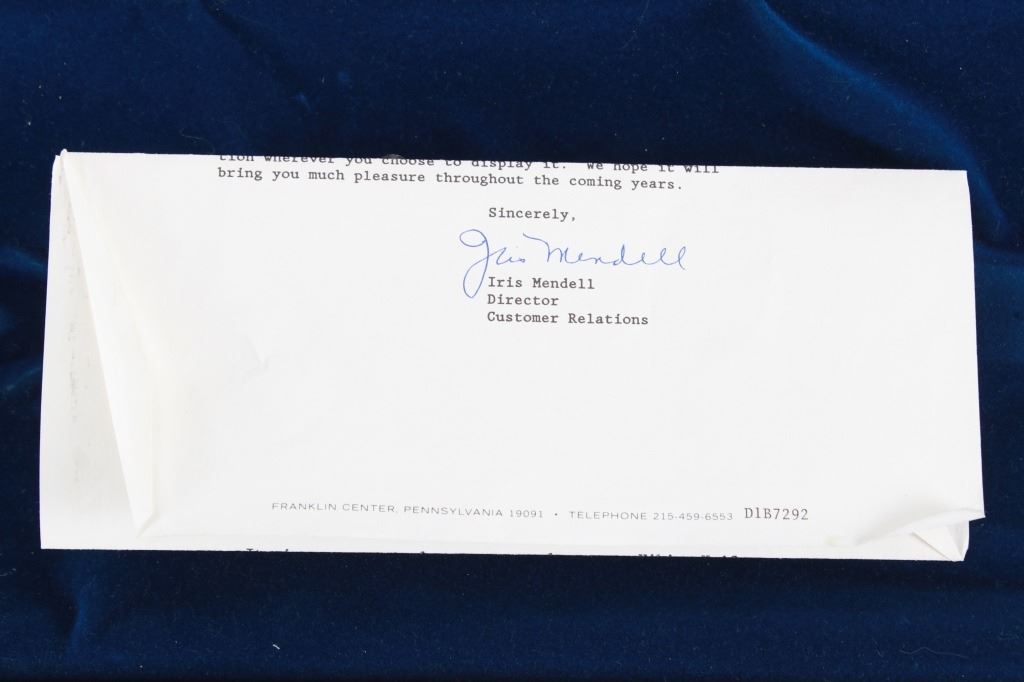 tion wherever you choose to display it. We hope it will
bring you much pleasure throughout the coming years.
Sincerely,
Iris Mendell
Iris Mendell
Director
Customer Relations
FRANKLIN CENTER, PENNSYLVANIA 19091 • TELEPHONE 215-459-6553 D1B7292